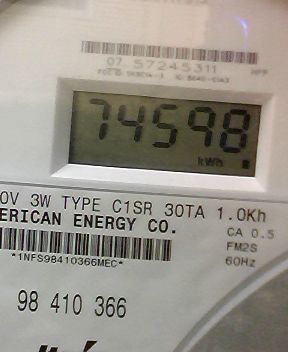 07 57245311
74598
kWh
0V 3W TYPE C1SR 30TA 1.0Kh
ERICAN ENERGY CO.
CA 0.5
FM2S
60Hz
*1NFS98410366MEC*
98 410 366